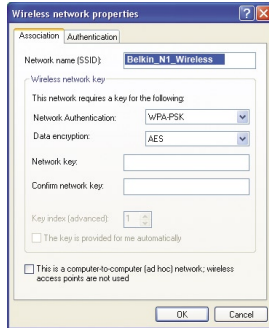 Wireless network properties
Association
Authentication
Network name (SSID):
Belkin_N1_Wireless
Wireless network key
This network requires a key for the following:
Network Authentication:
WPA-PSK
Data encryption:
AES
Network key:
Confirm network key:
Key index (advanced):
1
The key is provided for me automatically
This is a computer-to-computer (ad hoc) network; wireless
access points are not used
OK
Cancel